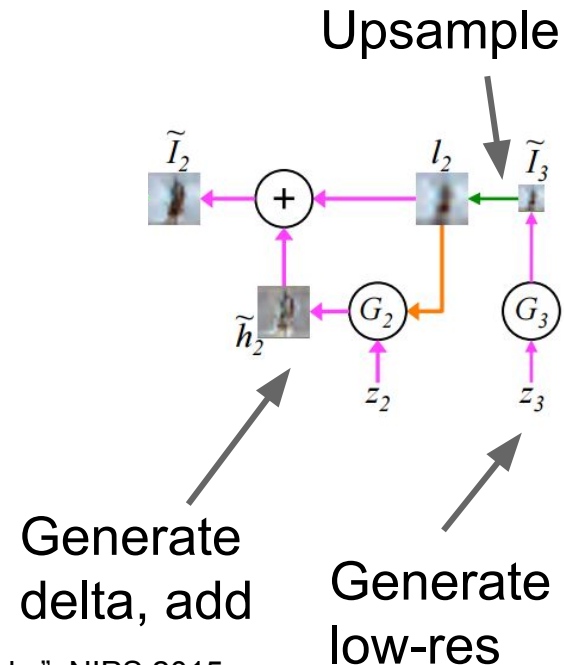 Upsample
Ĩ₂
l₂
Ĩ₃
+
h̃₂
G₂
G₃
z₂
z₃
Generate
delta, add
Generate
low-res
", NIPS 2015